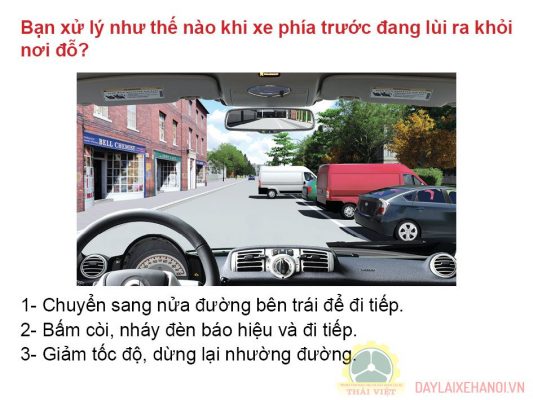 Bạn xử lý như thế nào khi xe phía trước đang lùi ra khỏi
nơi đỗ?
BELL CHEMIST
1- Chuyển sang nửa đường bên trái để đi tiếp.
2- Bấm còi, nháy đèn báo hiệu và đi tiếp.
3- Giảm tốc độ, dừng lại nhường đường.
THÁI VIỆT
DAYLAIXEHANOI.VN